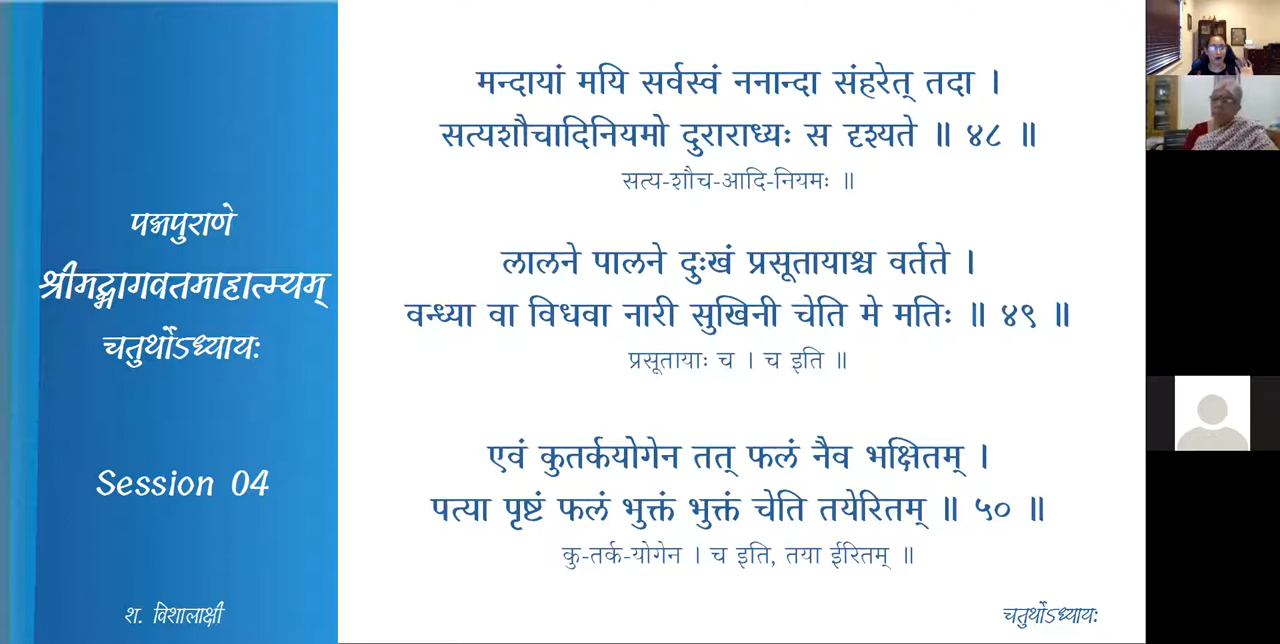 पद्मपुराणे
श्रीमद्भागवतमाहात्म्यम्
चतुर्थोऽध्यायः
Session 04
श. विशालाक्षी
मन्दायां मयि सर्वस्वं ननान्दा संहरेत् तदा ।
सत्यशौचादिनियमो दुराराध्यः स दृश्यते ॥ ४८ ॥
सत्य-शौच-आदि-नियमः ॥
लालने पालने दुःखं प्रसूतायाश्च वर्तते ।
वन्ध्या वा विधवा नारी सुखिनी चेति मे मतिः ॥ ४९ ॥
प्रसूतायाः च । च इति ॥
एवं कुतर्कयोगेन तत् फलं नैव भक्षितम् ।
पत्या पृष्टं फलं भुक्तं भुक्तं चेति तयेरितम् ॥ ५० ॥
कु-तर्क-योगेन । च इति, तया ईरितम् ॥
चतुर्थोऽध्यायः